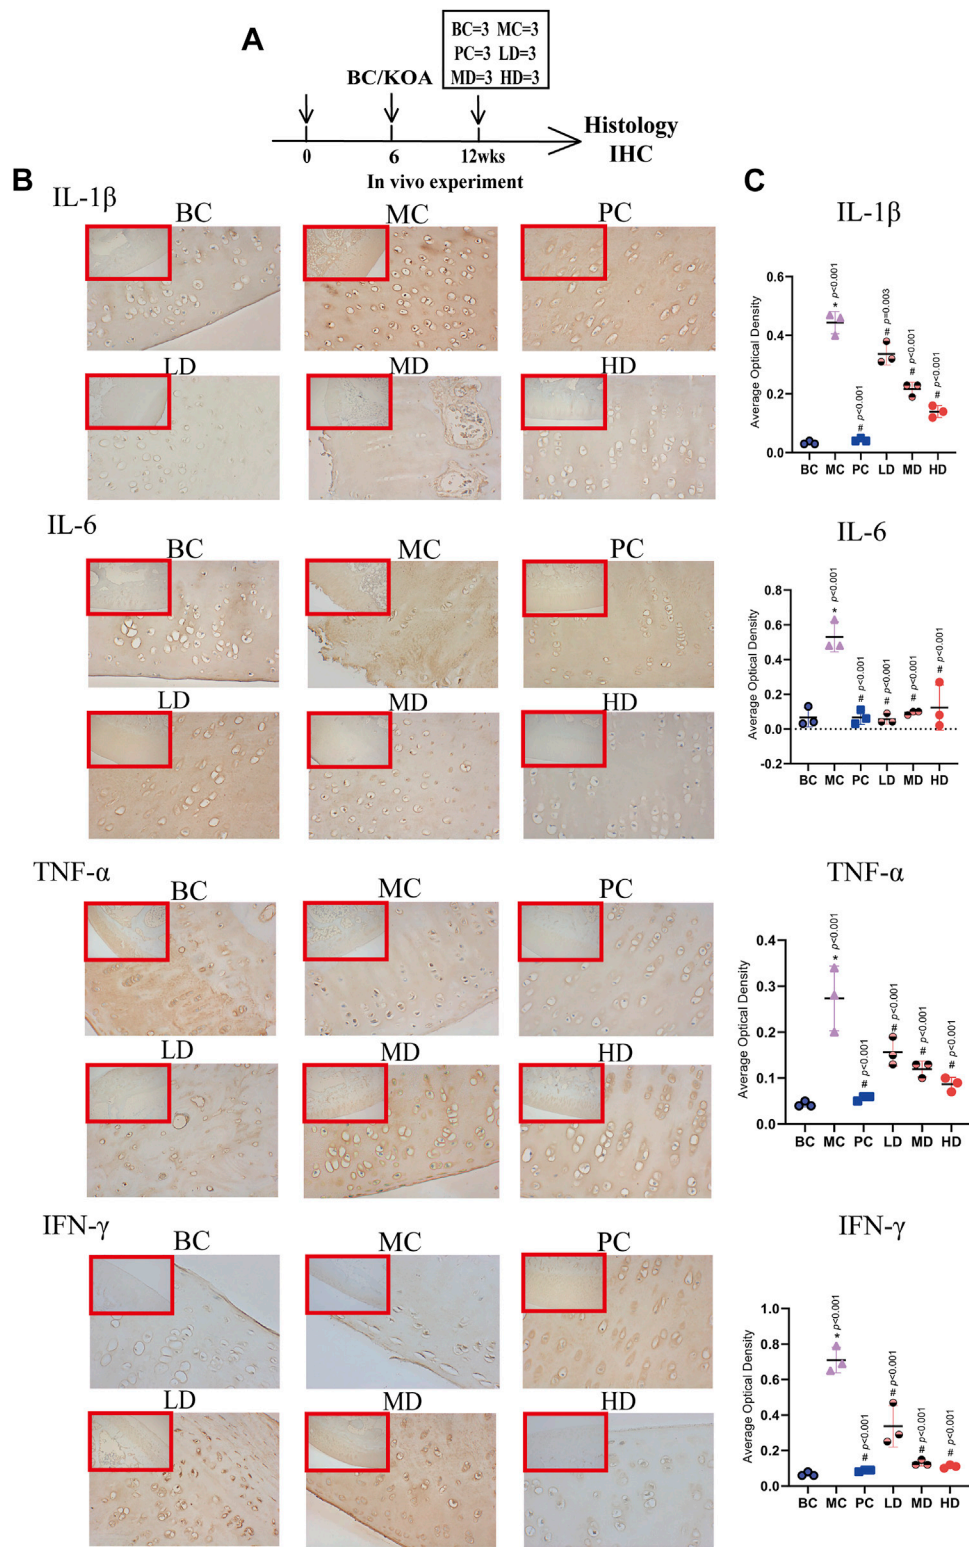 A
BC=3 MC=3
PC=3 LD=3
MD=3 HD=3
BC/KOA
0 6 12wks
Histology
IHC
In vivo experiment
B
IL-1β
BC MC PC
LD MD HD
IL-6
BC MC PC
LD MD HD
TNF-α
BC MC PC
LD MD HD
IFN-γ
BC MC PC
LD MD HD
C
IL-1β
Average Optical Density
0.6
0.4
0.2
0.0
* p<0.001
# p<0.001
# p=0.003
# p<0.001
# p<0.001
BC MC PC LD MD HD
IL-6
Average Optical Density
0.8
0.6
0.4
0.2
0.0
-0.2
* p<0.001
# p<0.001
# p<0.001
# p<0.001
# p<0.001
BC MC PC LD MD HD
TNF-α
Average Optical Density
0.4
0.3
0.2
0.1
0.0
* p<0.001
# p<0.001
# p<0.001
# p<0.001
# p<0.001
BC MC PC LD MD HD
IFN-γ
Average Optical Density
1.0
0.8
0.6
0.4
0.2
0.0
* p<0.001
# p<0.001
# p<0.001
# p<0.001
# p<0.001
BC MC PC LD MD HD